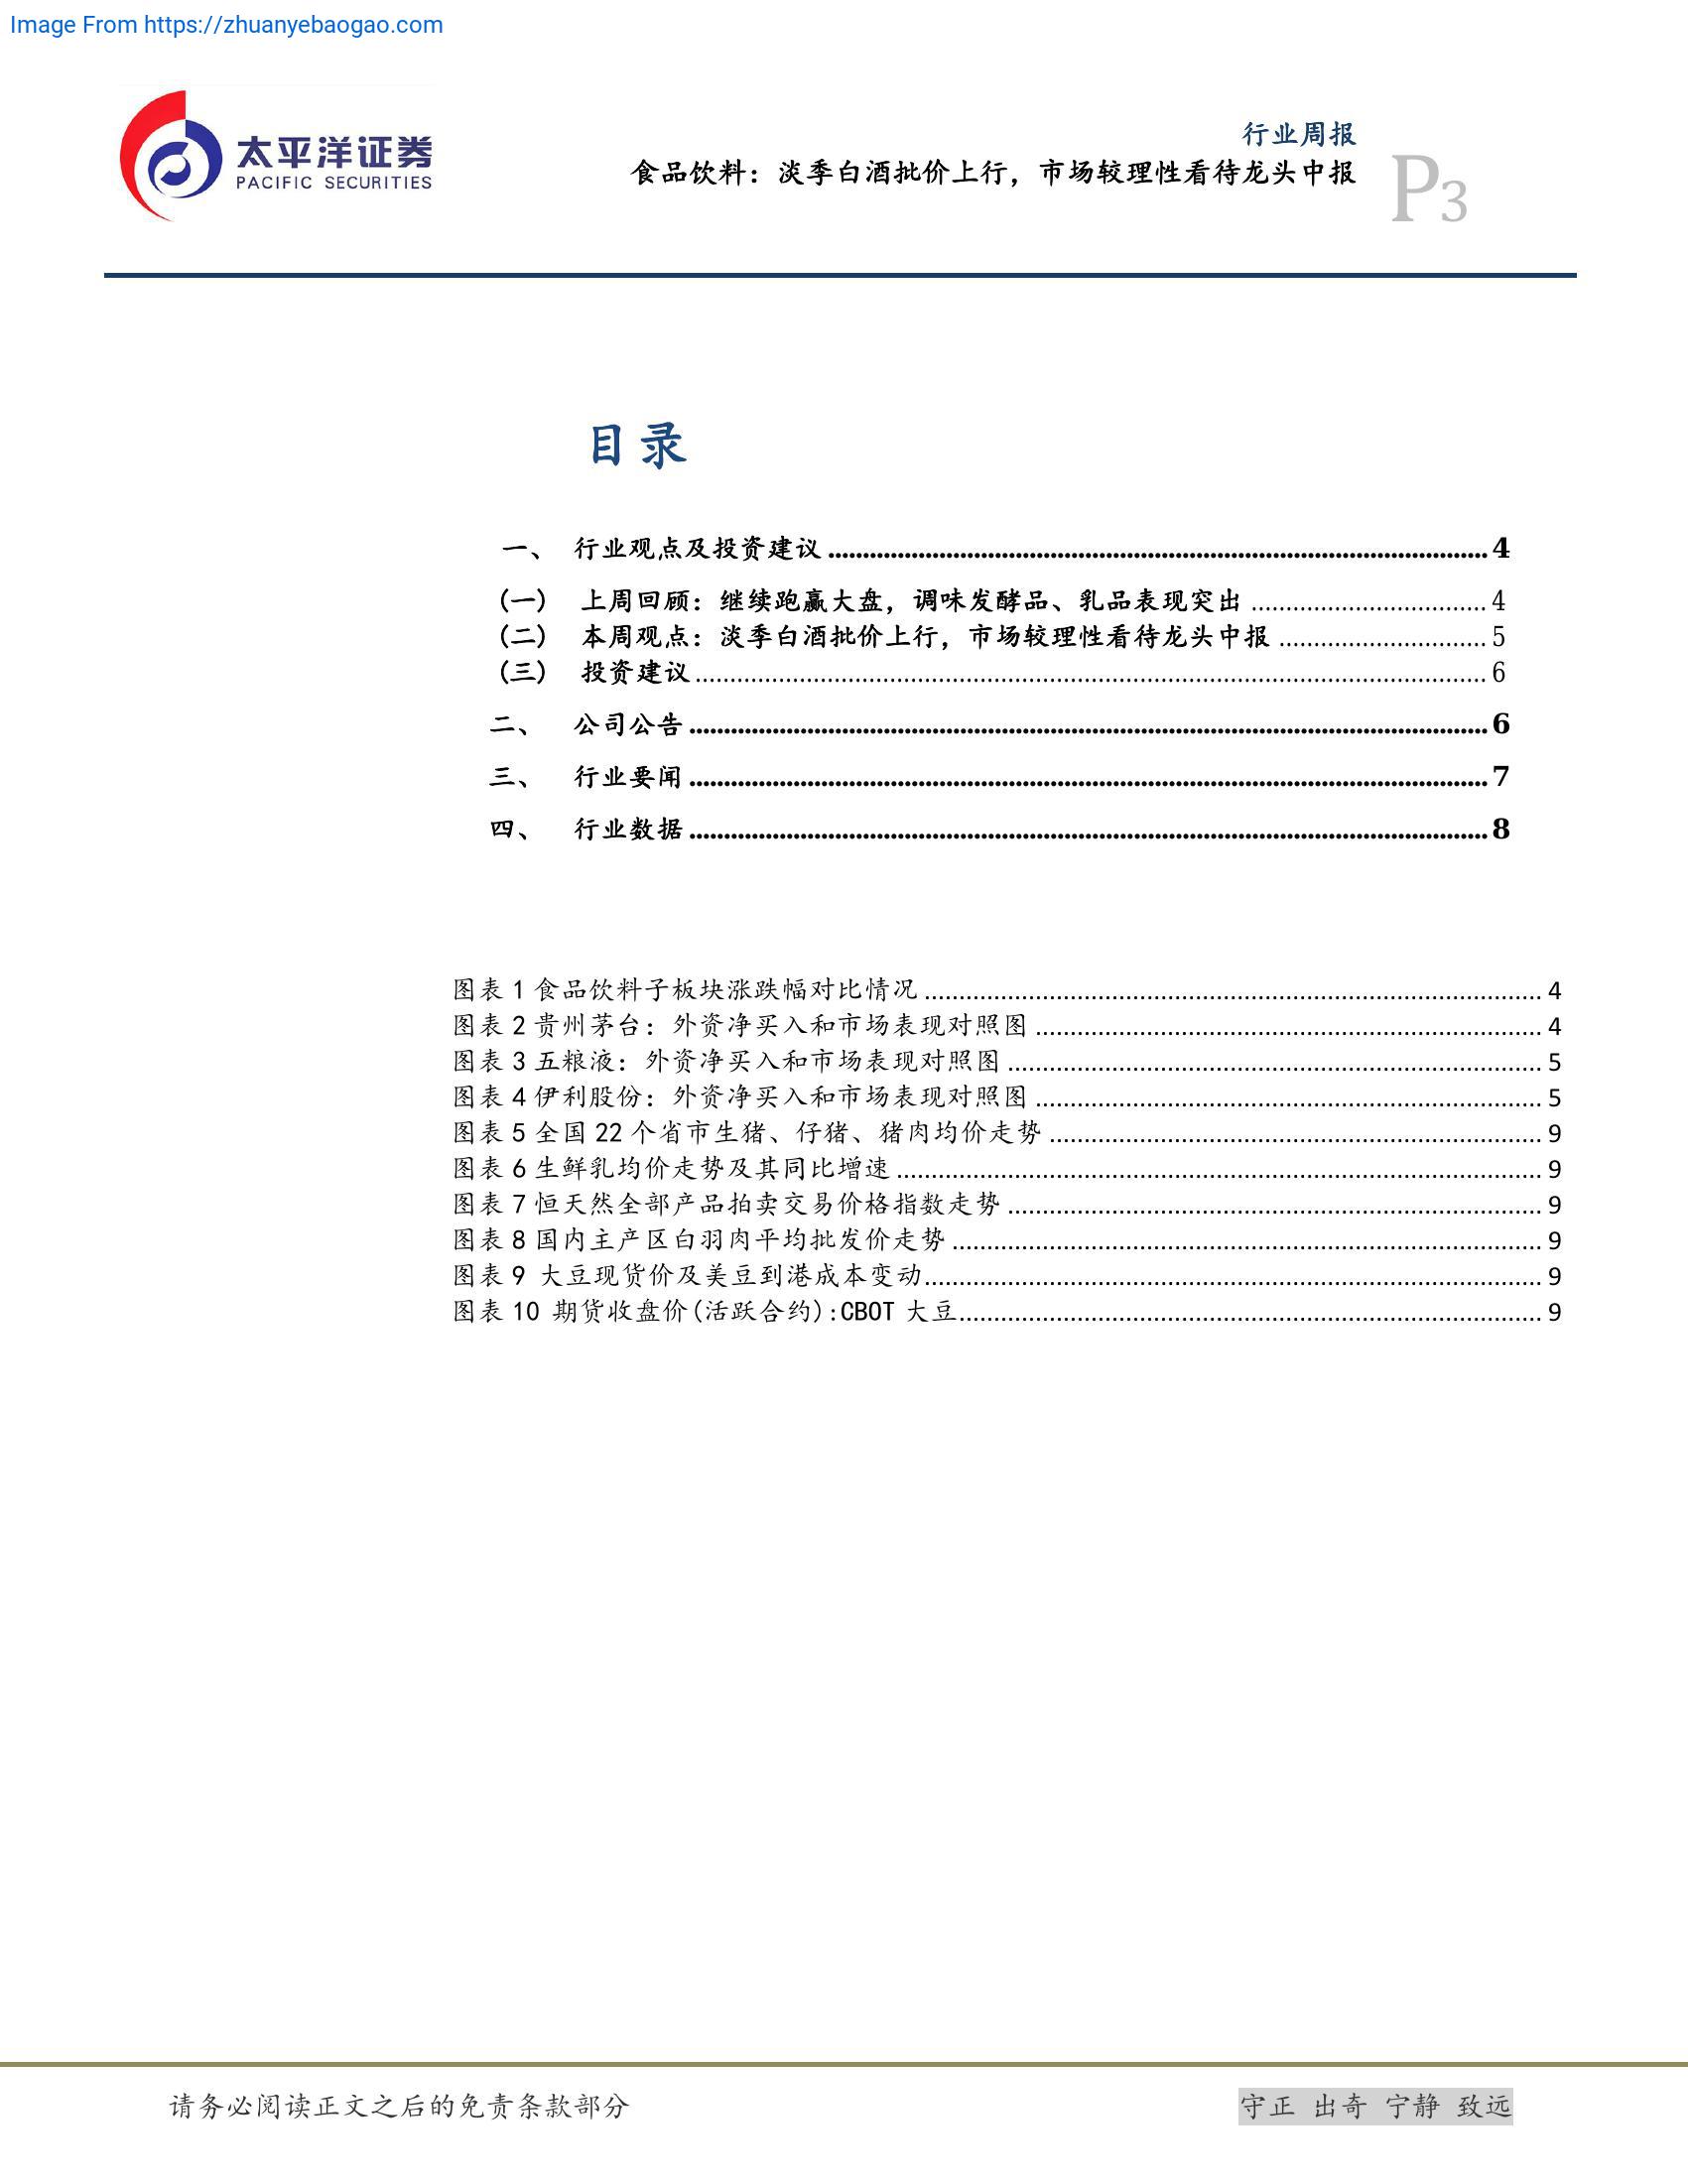 Image From https://zhuanyebaogao.com
太平洋证券
PACIFIC SECURITIES
行业周报
食品饮料：淡季白酒批价上行，市场较理性看待龙头中报
P3
目录
一、 行业观点及投资建议 4
(一) 上周回顾：继续跑赢大盘，调味发酵品、乳品表现突出 4
(二) 本周观点：淡季白酒批价上行，市场较理性看待龙头中报 5
(三) 投资建议 6
二、 公司公告 6
三、 行业要闻 7
四、 行业数据 8
图表 1 食品饮料子板块涨跌幅对比情况 4
图表 2 贵州茅台：外资净买入和市场表现对照图 4
图表 3 五粮液：外资净买入和市场表现对照图 5
图表 4 伊利股份：外资净买入和市场表现对照图 5
图表 5 全国 22 个省市生猪、仔猪、猪肉均价走势 9
图表 6 生鲜乳均价走势及其同比增速 9
图表 7 恒天然全部产品拍卖交易价格指数走势 9
图表 8 国内主产区白羽肉平均批发价走势 9
图表 9 大豆现货价及美豆到港成本变动 9
图表 10 期货收盘价(活跃合约):CBOT 大豆 9
请务必阅读正文之后的免责条款部分
守正 出奇 宁静 致远